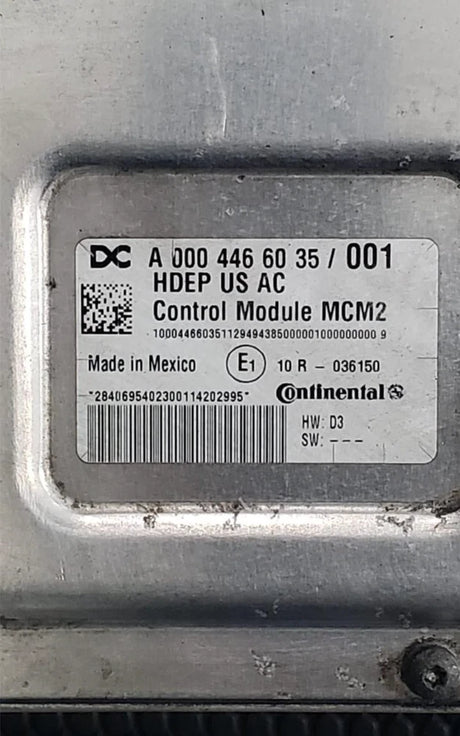 DC A 000 446 60 35 / 001
HDEP US AC
Control Module MCM2
10004466035112949438500000100000000 9
Made in Mexico E1 10 R - 036150
*2840695402300114202995* Continental
HW: D3
SW: ---